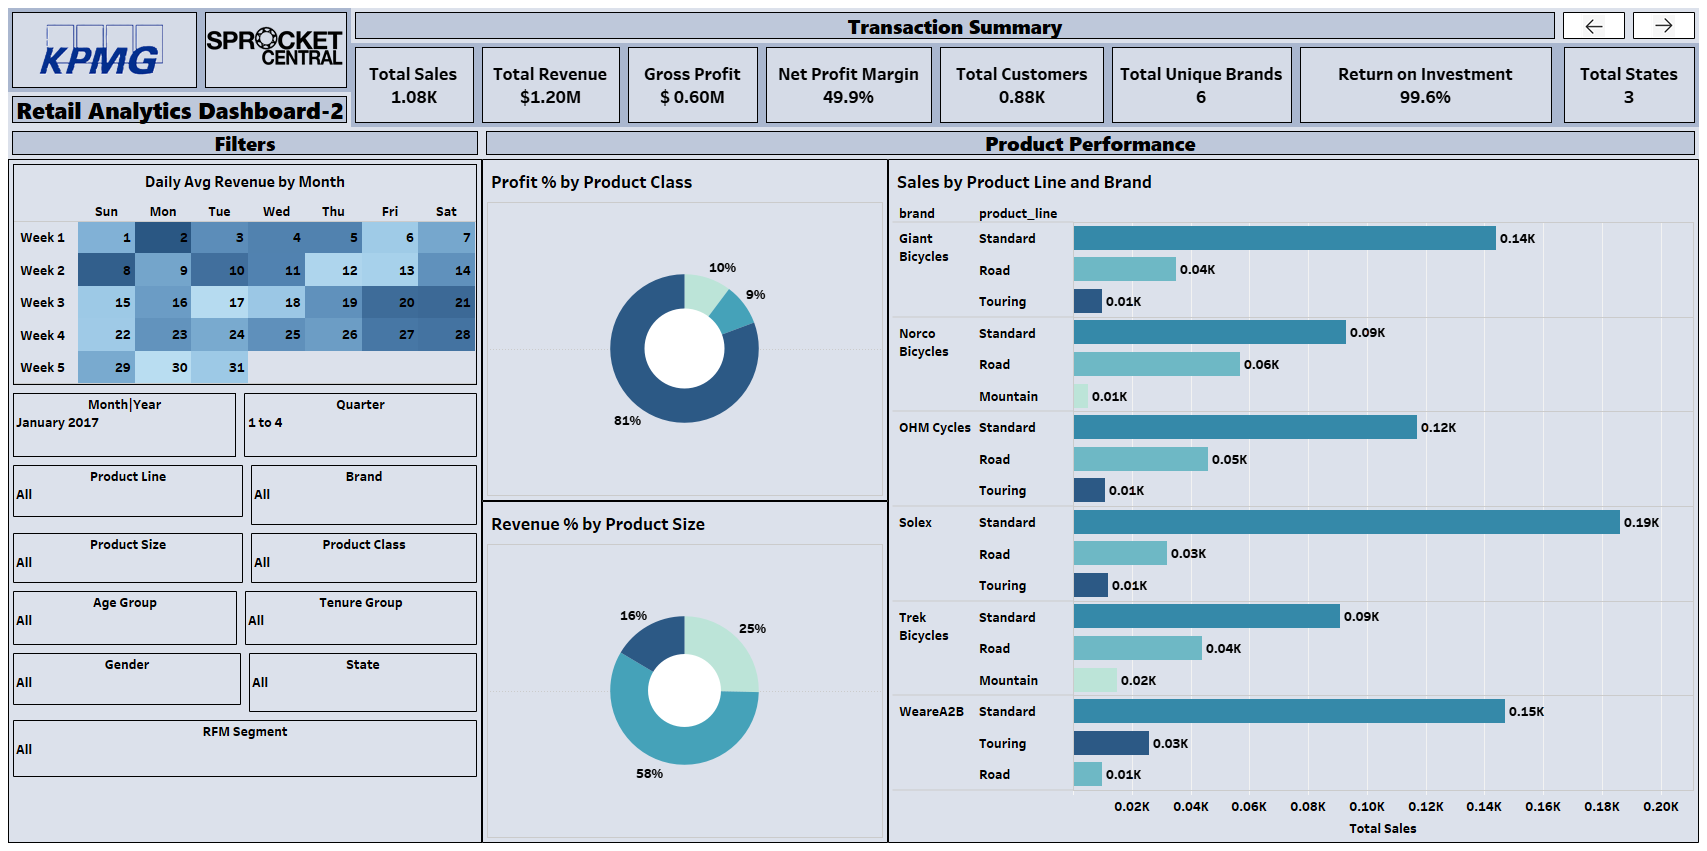 KPMG
SPROCKET
CENTRAL
Retail Analytics Dashboard-2
Transaction Summary
Total Sales
1.08K
Total Revenue
$1.20M
Gross Profit
$ 0.60M
Net Profit Margin
49.9%
Total Customers
0.88K
Total Unique Brands
6
Return on Investment
99.6%
Total States
3
Filters
Daily Avg Revenue by Month
Sun Mon Tue Wed Thu Fri Sat
Week 1 1 2 3 4 5 6 7
Week 2 8 9 10 11 12 13 14
Week 3 15 16 17 18 19 20 21
Week 4 22 23 24 25 26 27 28
Week 5 29 30 31
Month|Year
January 2017
Quarter
1 to 4
Product Line
All
Brand
All
Product Size
All
Product Class
All
Age Group
All
Tenure Group
All
Gender
All
State
All
RFM Segment
All
Product Performance
Profit % by Product Class
10%
9%
81%
Revenue % by Product Size
16%
25%
58%
Sales by Product Line and Brand
brand product_line
Giant
Bicycles
Standard 0.14K
Road 0.04K
Touring 0.01K
Norco
Bicycles
Standard 0.09K
Road 0.06K
Mountain 0.01K
OHM Cycles Standard 0.12K
Road 0.05K
Touring 0.01K
Solex Standard 0.19K
Road 0.03K
Touring 0.01K
Trek
Bicycles
Standard 0.09K
Road 0.04K
Mountain 0.02K
WeareA2B Standard 0.15K
Touring 0.03K
Road 0.01K
0.02K 0.04K 0.06K 0.08K 0.10K 0.12K 0.14K 0.16K 0.18K 0.20K
Total Sales